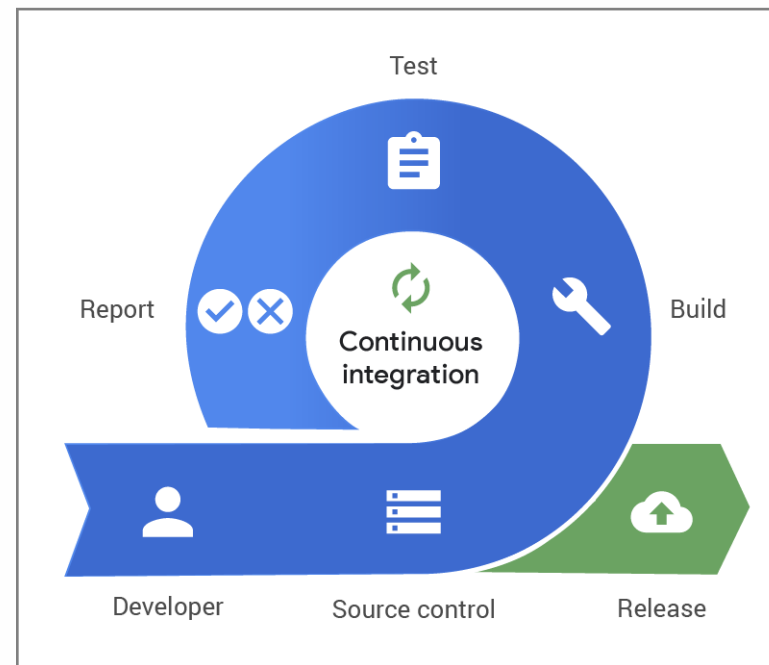 Test
Report
Build
Continuous
integration
Developer
Source control
Release